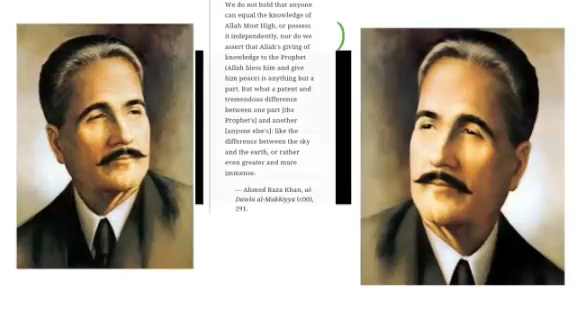 We do not hold that anyone
can equal the knowledge of
Allah Most High, or possess
it independently, nor do we
assert that Allah's giving of
knowledge to the Prophet
(Allah bless him and give
him peace) is anything but a
part. But what a patent and
tremendous difference
between one part [the
Prophet's] and another
[anyone else's]: like the
difference between the sky
and the earth, or rather
even greater and more
immense.
— Ahmed Raza Khan, al-
Dawla al-Makkiyya (c00),
291.